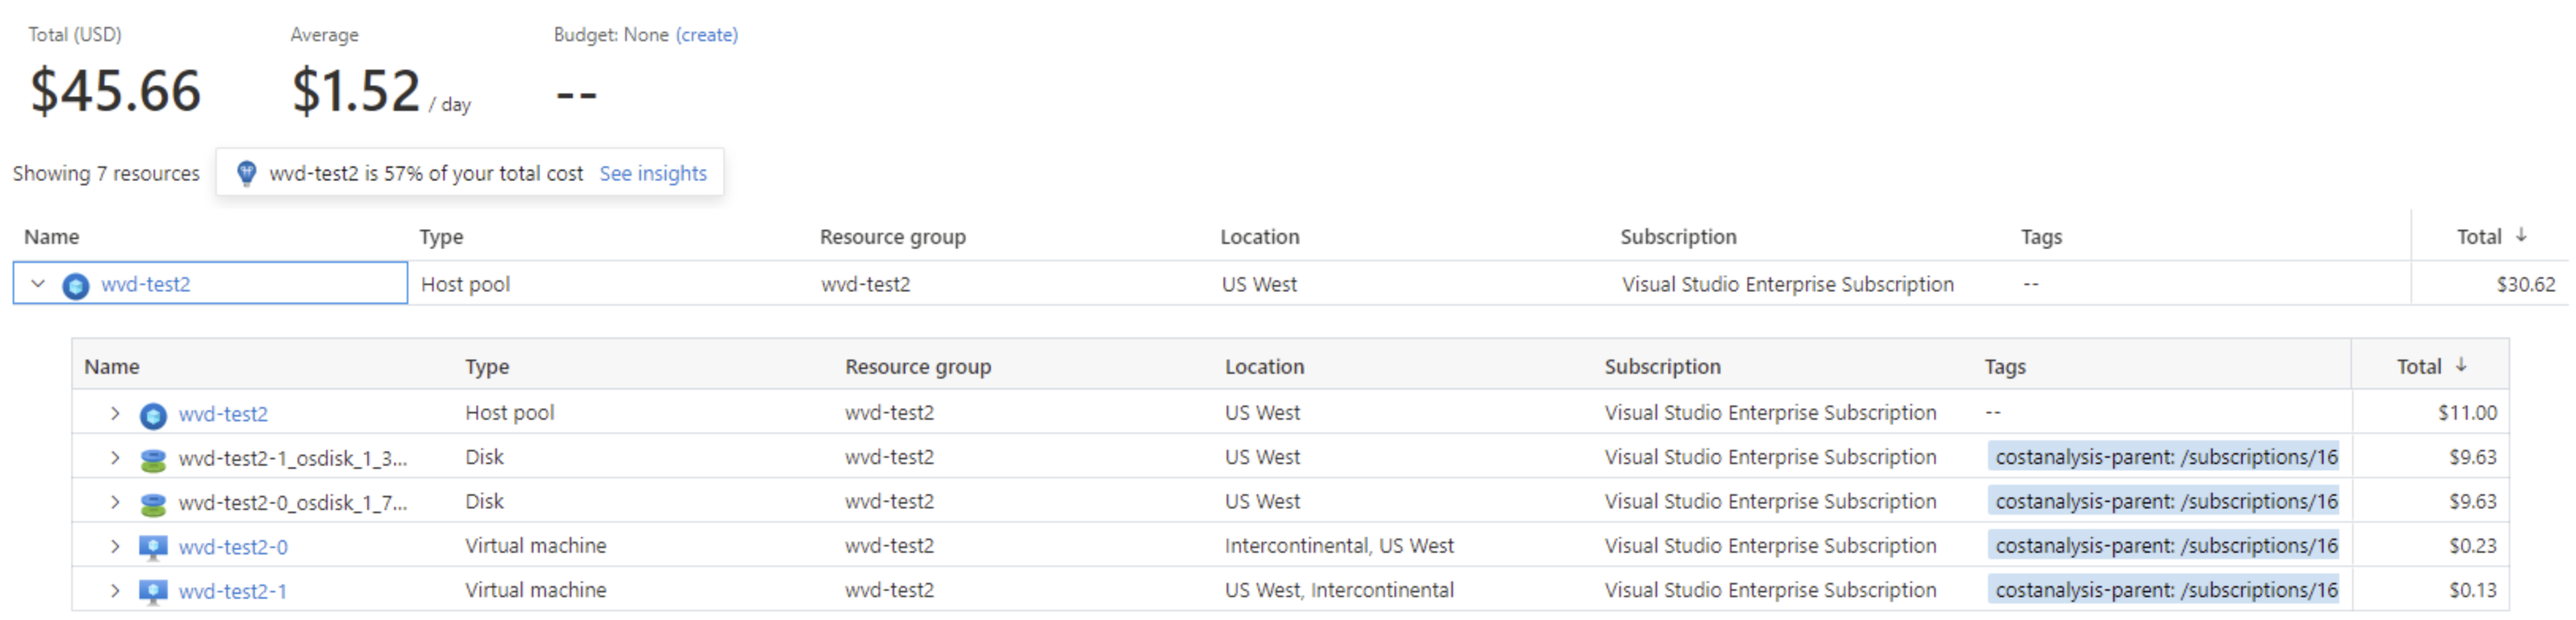 Total (USD) Average Budget: None (create)
$45.66 $1.52 / day --
Showing 7 resources wvd-test2 is 57% of your total cost See insights
Name Type Resource group Location Subscription Tags Total ↓
wvd-test2 Host pool wvd-test2 US West Visual Studio Enterprise Subscription -- $30.62
Name Type Resource group Location Subscription Tags Total ↓
wvd-test2 Host pool wvd-test2 US West Visual Studio Enterprise Subscription -- $11.00
wvd-test2-1_osdisk_1_3... Disk wvd-test2 US West Visual Studio Enterprise Subscription costanalysis-parent: /subscriptions/16 $9.63
wvd-test2-0_osdisk_1_7... Disk wvd-test2 US West Visual Studio Enterprise Subscription costanalysis-parent: /subscriptions/16 $9.63
wvd-test2-0 Virtual machine wvd-test2 Intercontinental, US West Visual Studio Enterprise Subscription costanalysis-parent: /subscriptions/16 $0.23
wvd-test2-1 Virtual machine wvd-test2 US West, Intercontinental Visual Studio Enterprise Subscription costanalysis-parent: /subscriptions/16 $0.13